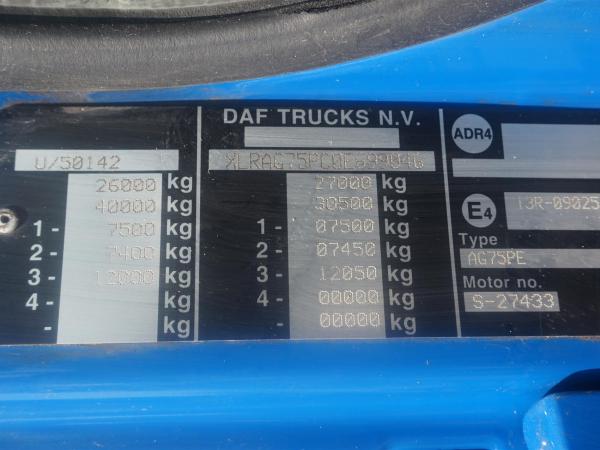 DAF TRUCKS N.V.
ADR4
U/50142
XLRAG75PC0E699046
26000 kg 27000 kg
40000 kg 30500 kg
E4 13R-09025
1- 7500 kg 1- 07500 kg
Type
2- 7400 kg 2- 07450 kg
AG75PE
3- 12000 kg 3- 12050 kg
Motor no.
4- kg 4- 00000 kg
S-27433
- kg - 00000 kg